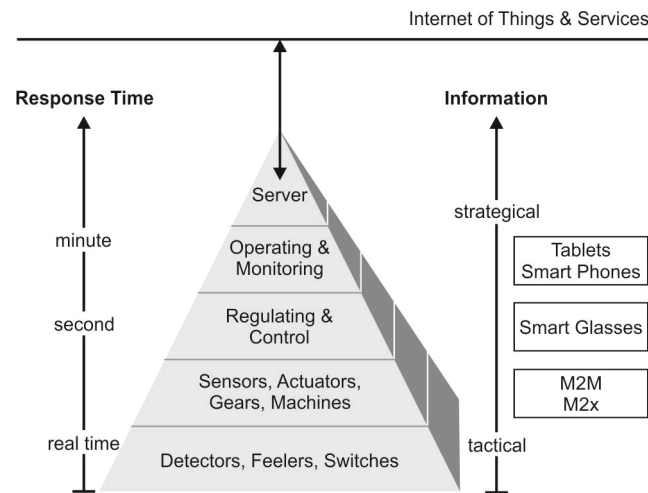 Internet of Things & Services
Response Time
Information
Server
strategical
minute
Operating &
Monitoring
Tablets
Smart Phones
second
Regulating &
Control
Smart Glasses
Sensors, Actuators,
Gears, Machines
M2M
M2x
real time
tactical
Detectors, Feelers, Switches